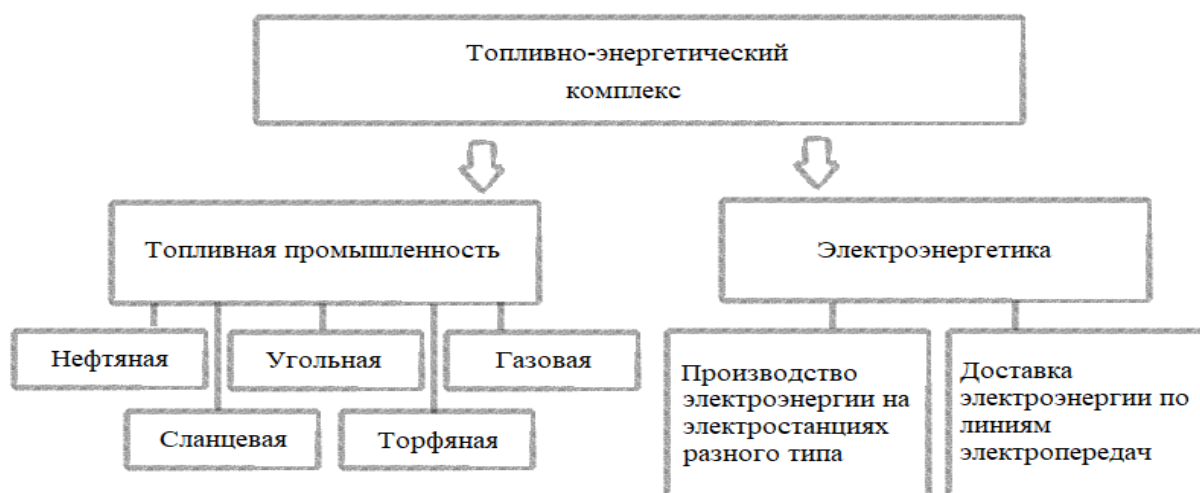 Топливно-энергетический
комплекс
Топливная промышленность
Электроэнергетика
Нефтяная
Угольная
Газовая
Сланцевая
Торфяная
Производство
электроэнергии на
электростанциях
разного типа
Доставка
электроэнергии по
линиям
электропередач